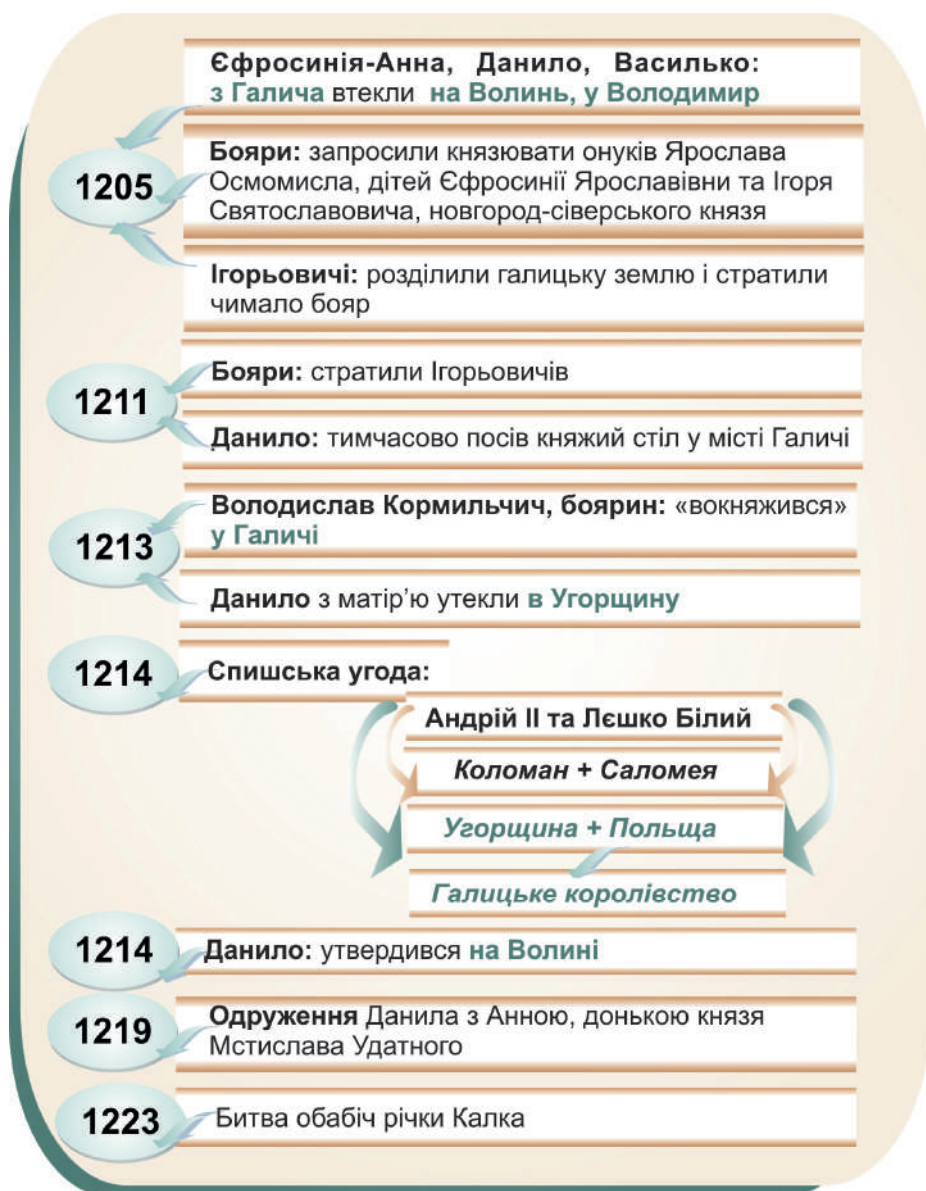 Єфросинія-Анна, Данило, Василько:
з Галича втекли на Волинь, у Володимир
1205
Бояри: запросили князювати онуків Ярослава
Осмомисла, дітей Єфросинії Ярославівни та Ігоря
Святославовича, новгород-сіверського князя
Ігорьовичі: розділили галицьку землю і стратили
чимало бояр
1211
Бояри: стратили Ігорьовичів
Данило: тимчасово посів княжий стіл у місті Галичі
1213
Володислав Кормильчич, боярин: «вокняжився»
у Галичі
Данило з матір’ю утекли в Угорщину
1214
Спишська угода:
Андрій ІІ та Лєшко Білий
Коломан + Саломея
Угорщина + Польща
Галицьке королівство
1214
Данило: утвердився на Волині
1219
Одруження Данила з Анною, донькою князя
Мстислава Удатного
1223
Битва обабіч річки Калка